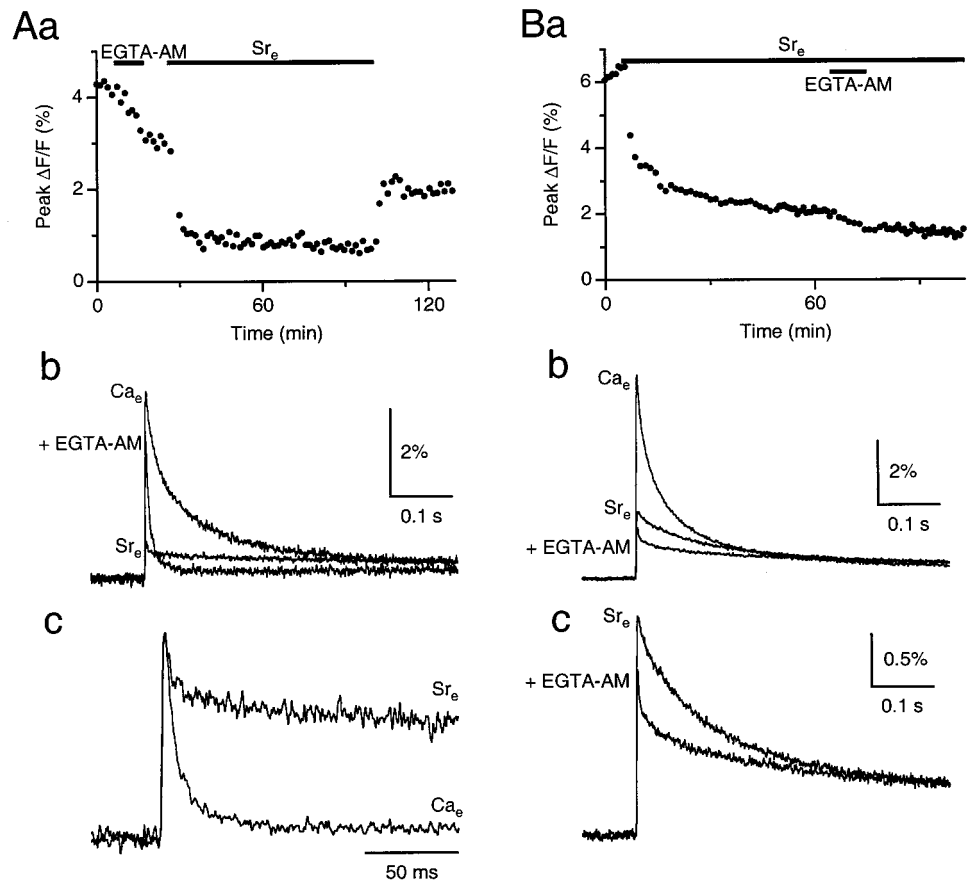 Aa
EGTA-AM
Sre
Peak ΔF/F (%)
4
2
0
0
60
120
Time (min)
Ba
Sre
EGTA-AM
Peak ΔF/F (%)
6
4
2
0
0
60
Time (min)
b
Cae
+ EGTA-AM
Sre
2%
0.1 s
b
Cae
Sre
+ EGTA-AM
2%
0.1 s
c
Sre
Cae
50 ms
c
Sre
+ EGTA-AM
0.5%
0.1 s